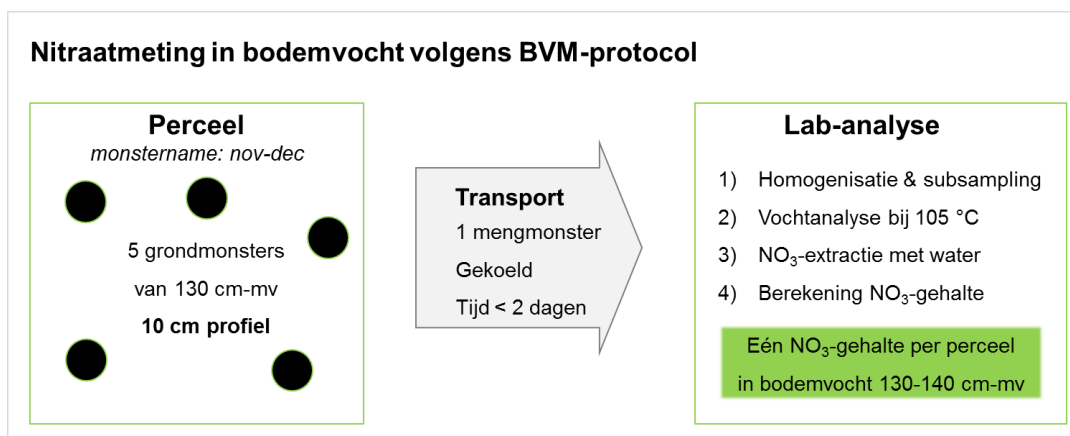 Nitraatmeting in bodemvocht volgens BVM-protocol
Perceel
monstername: nov-dec
5 grondmonsters
van 130 cm-mv
10 cm profiel
Transport
1 mengmonster
Gekoeld
Tijd < 2 dagen
Lab-analyse
1) Homogenisatie & subsampling
2) Vochtanalyse bij 105 °C
3) NO₃-extractie met water
4) Berekening NO₃-gehalte
Eén NO₃-gehalte per perceel
in bodemvocht 130-140 cm-mv